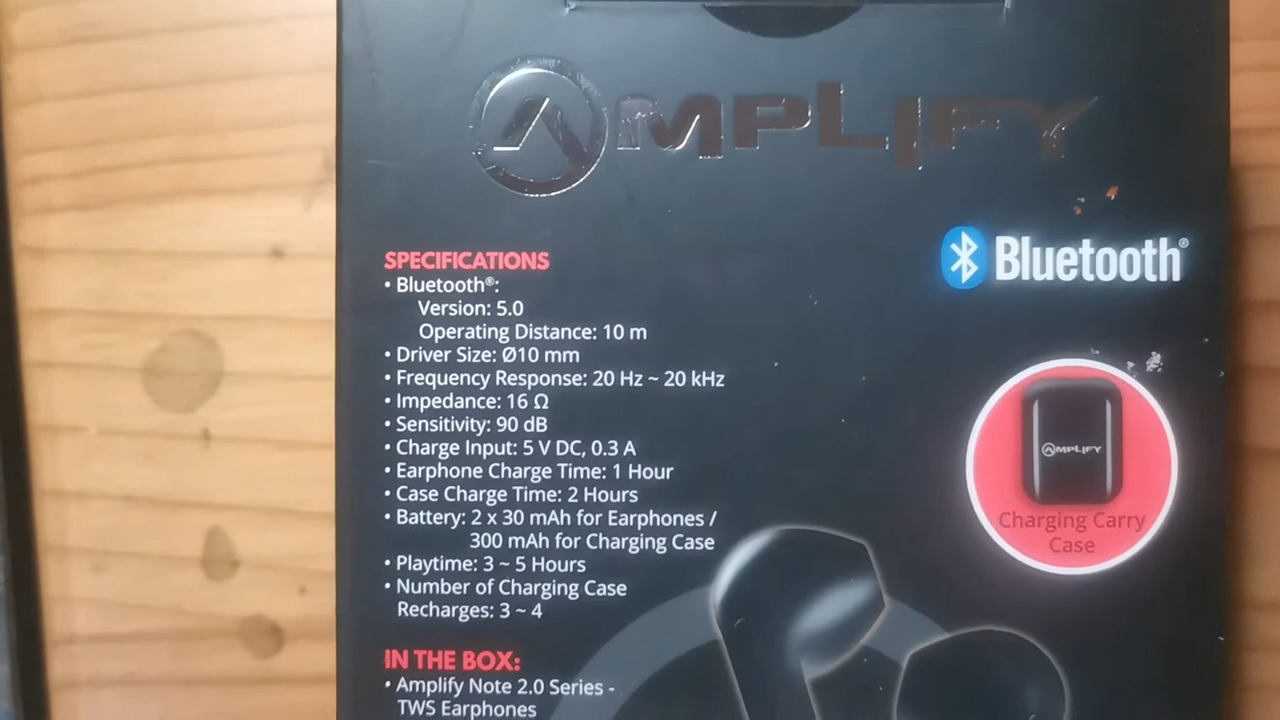 AMPLIFY
Bluetooth®
SPECIFICATIONS
• Bluetooth®:
Version: 5.0
Operating Distance: 10 m
• Driver Size: Ø10 mm
• Frequency Response: 20 Hz ~ 20 kHz
• Impedance: 16 Ω
• Sensitivity: 90 dB
• Charge Input: 5 V DC, 0.3 A
• Earphone Charge Time: 1 Hour
• Case Charge Time: 2 Hours
• Battery: 2 x 30 mAh for Earphones /
300 mAh for Charging Case
• Playtime: 3 ~ 5 Hours
• Number of Charging Case
Recharges: 3 ~ 4
AMPLIFY
Charging Carry
Case
IN THE BOX:
• Amplify Note 2.0 Series -
TWS Earphones